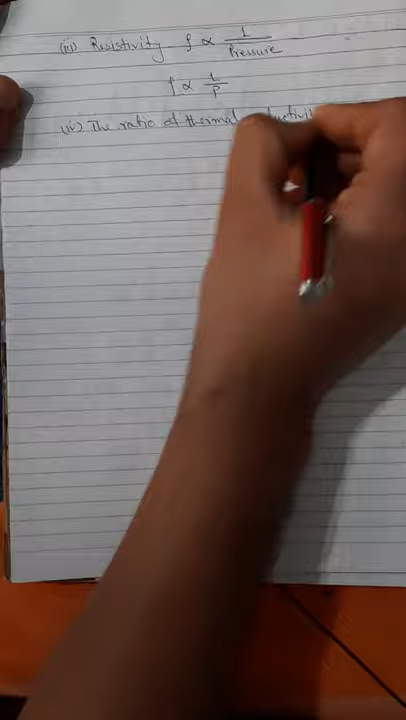 (iii) Resistivity ρ ∝ 1/Pressure
ρ ∝ 1/P
(iv) The ratio of thermal